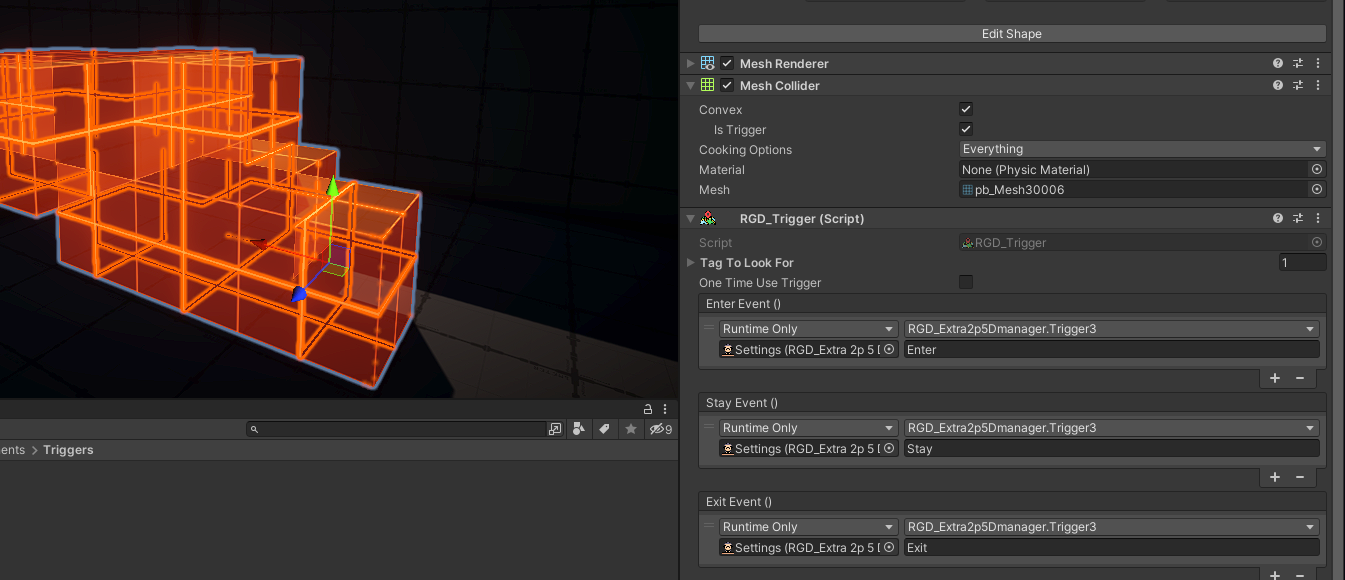 Edit Shape
Mesh Renderer
Mesh Collider
Convex
Is Trigger
Cooking Options Everything
Material None (Physic Material)
Mesh pb_Mesh30006
RGD_Trigger (Script)
Script RGD_Trigger
Tag To Look For 1
One Time Use Trigger
Enter Event ()
Runtime Only RGD_Extra2p5Dmanager.Trigger3
Settings (RGD_Extra 2p 5 [ Enter
+ −
Stay Event ()
Runtime Only RGD_Extra2p5Dmanager.Trigger3
Settings (RGD_Extra 2p 5 [ Stay
+ −
Exit Event ()
Runtime Only RGD_Extra2p5Dmanager.Trigger3
Settings (RGD_Extra 2p 5 [ Exit
+ −
9
ents > Triggers